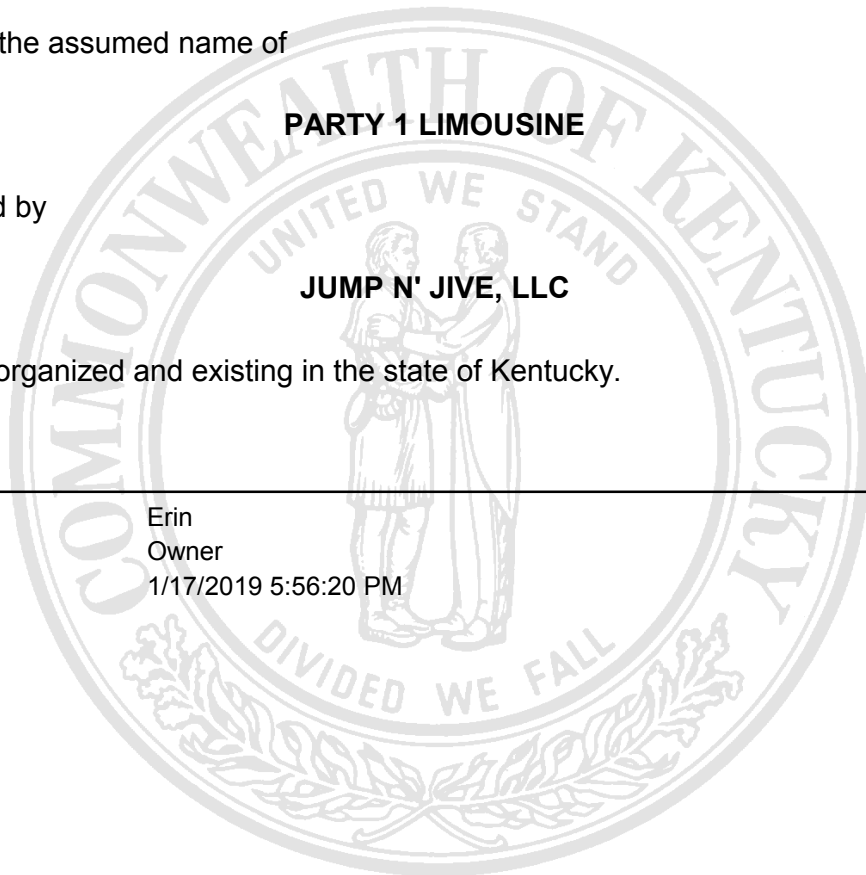 the assumed name of
PARTY 1 LIMOUSINE
d by
JUMP N' JIVE, LLC
organized and existing in the state of Kentucky.
Erin
Owner
1/17/2019 5:56:20 PM
COMMONWEALTH OF KENTUCKY
UNITED WE STAND
DIVIDED WE FALL